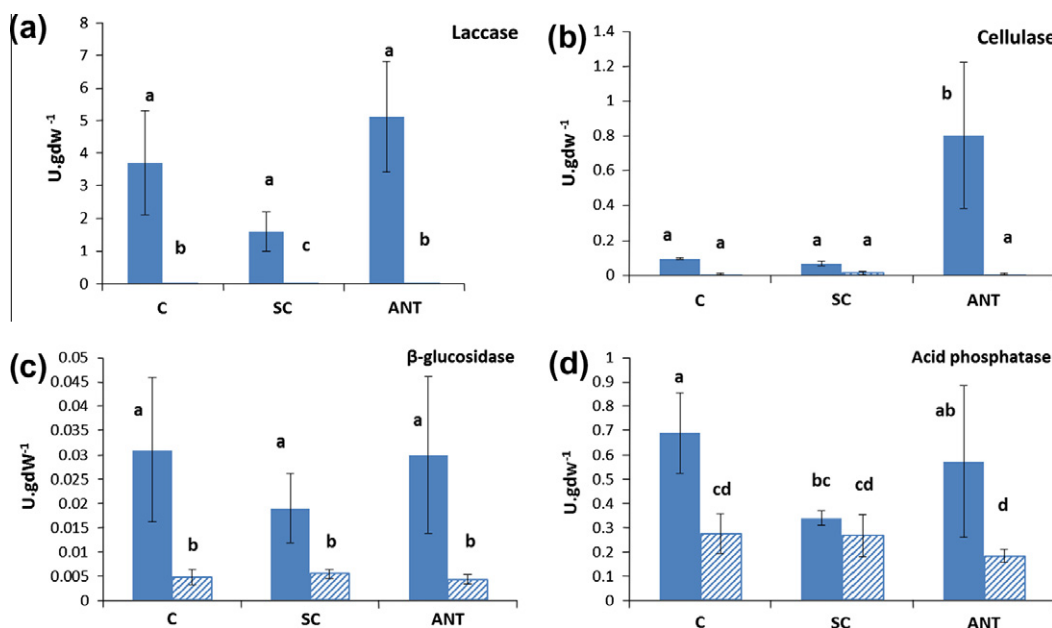 (a)
Laccase
U.gdw⁻¹
8
7
6
5
4
3
2
1
0
a
b
a
c
a
b
C SC ANT
(b)
Cellulase
U.gdw⁻¹
1.4
1.2
1
0.8
0.6
0.4
0.2
0
a
a
a
a
b
a
C SC ANT
(c)
β-glucosidase
U.gdW⁻¹
0.05
0.045
0.04
0.035
0.03
0.025
0.02
0.015
0.01
0.005
0
a
b
a
b
a
b
C SC ANT
(d)
Acid phosphatase
U.gdw⁻¹
1
0.9
0.8
0.7
0.6
0.5
0.4
0.3
0.2
0.1
0
a
cd
bc
cd
ab
d
C SC ANT